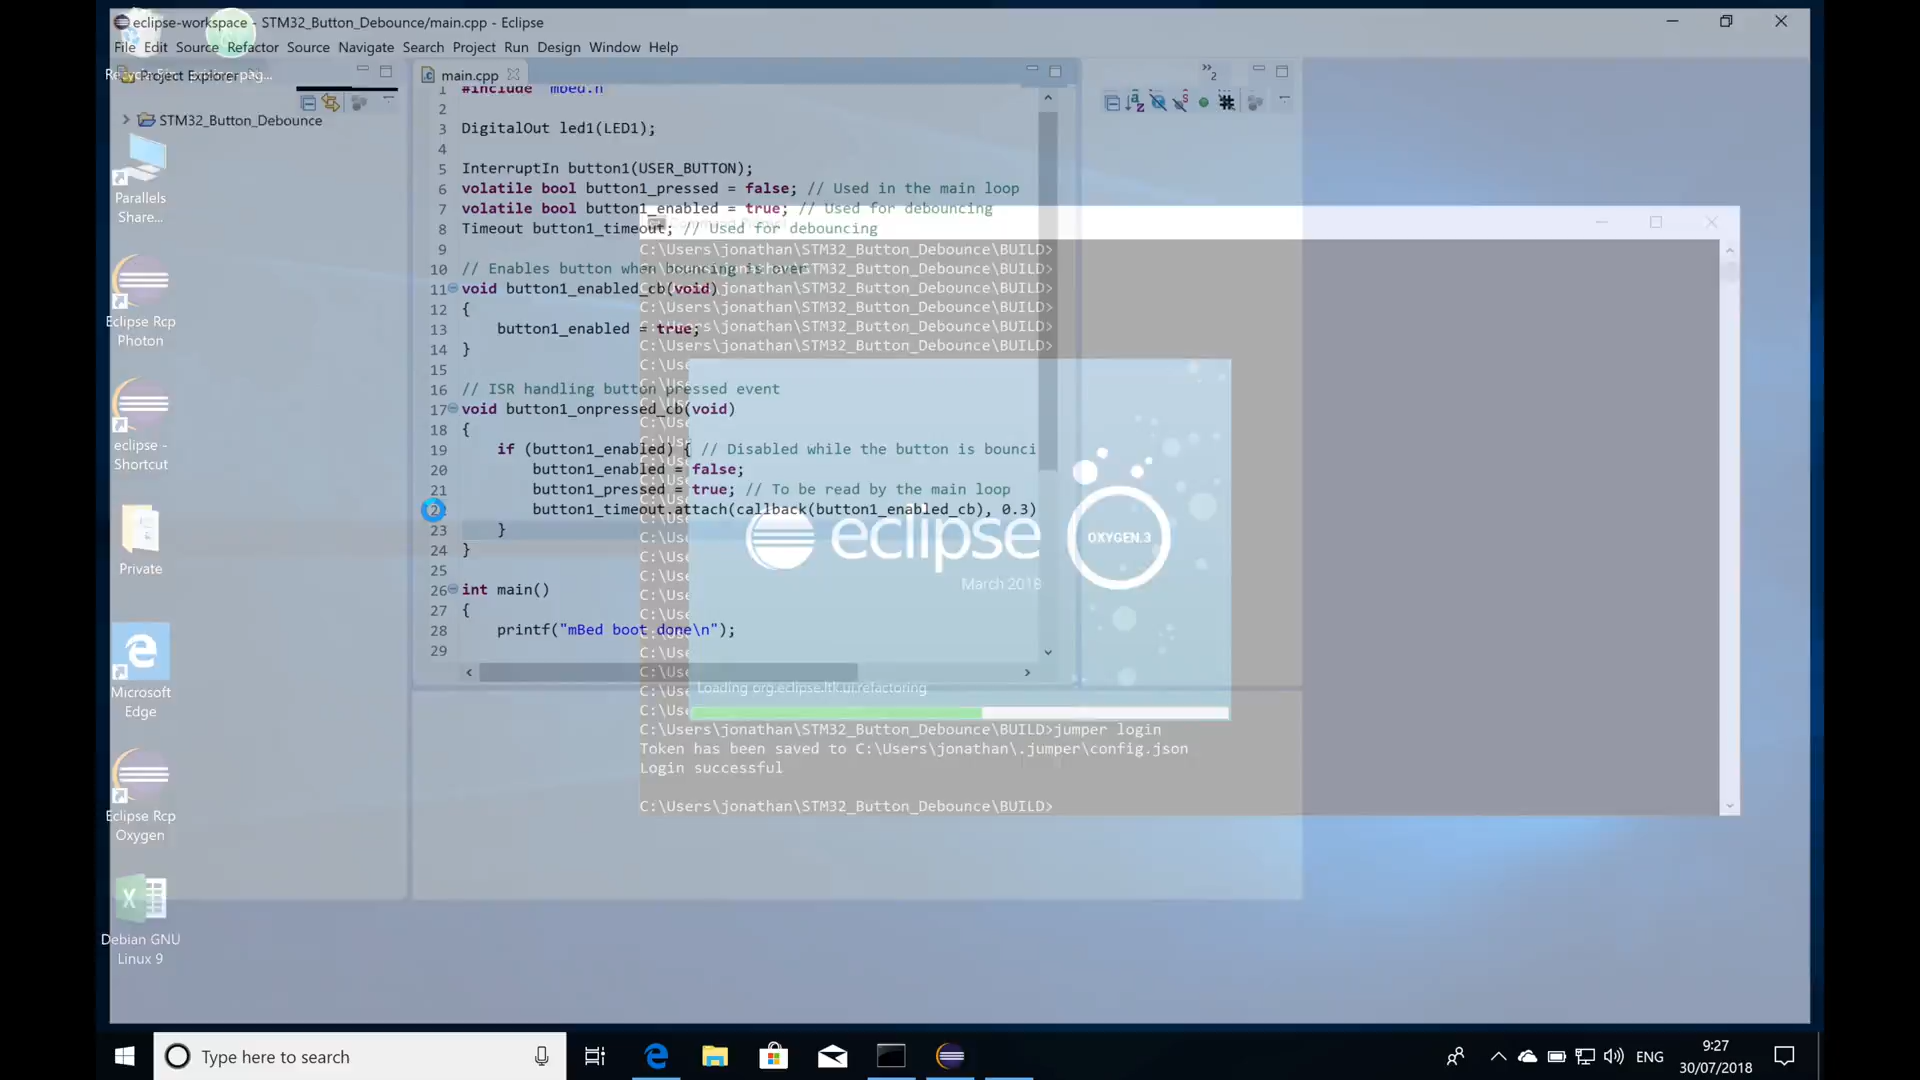 eclipse-workspace - STM32_Button_Debounce/main.cpp - Eclipse
File Edit Source Refactor Source Navigate Search Project Run Design Window Help
Project Explorer
main.cpp
2
STM32_Button_Debounce
1 #include "mbed.h"
2
3 DigitalOut led1(LED1);
4
5 InterruptIn button1(USER_BUTTON);
6 volatile bool button1_pressed = false; // Used in the main loop
7 volatile bool button1_enabled = true; // Used for debouncing
8 Timeout button1_timeout; // Used for debouncing
9
10 // Enables button when bouncing is over
11 void button1_enabled_cb(void)
12 {
13 button1_enabled = true;
14 }
15
16 // ISR handling button pressed event
17 void button1_onpressed_cb(void)
18 {
19 if (button1_enabled) { // Disabled while the button is bounci
20 button1_enabled = false;
21 button1_pressed = true; // To be read by the main loop
button1_timeout.attach(callback(button1_enabled_cb), 0.3)
23 }
24 }
25
26 int main()
27 {
28 printf("mBed boot done\n");
29
C:\Users\jonathan\STM32_Button_Debounce\BUILD>
C:\Users\jonathan\STM32_Button_Debounce\BUILD>
C:\Users\jonathan\STM32_Button_Debounce\BUILD>
C:\Users\jonathan\STM32_Button_Debounce\BUILD>
C:\Users\jonathan\STM32_Button_Debounce\BUILD>
C:\Users\jonathan\STM32_Button_Debounce\BUILD>
eclipse
OXYGEN.3
March 2018
Loading org.eclipse.ltk.ui.refactoring
C:\Users\jonathan\STM32_Button_Debounce\BUILD>jumper login
Token has been saved to C:\Users\jonathan\.jumper\config.json
Login successful
C:\Users\jonathan\STM32_Button_Debounce\BUILD>
Parallels
Share...
Eclipse Rcp
Photon
eclipse -
Shortcut
Private
Microsoft
Edge
Eclipse Rcp
Oxygen
Debian GNU
Linux 9
Type here to search
ENG
9:27
30/07/2018